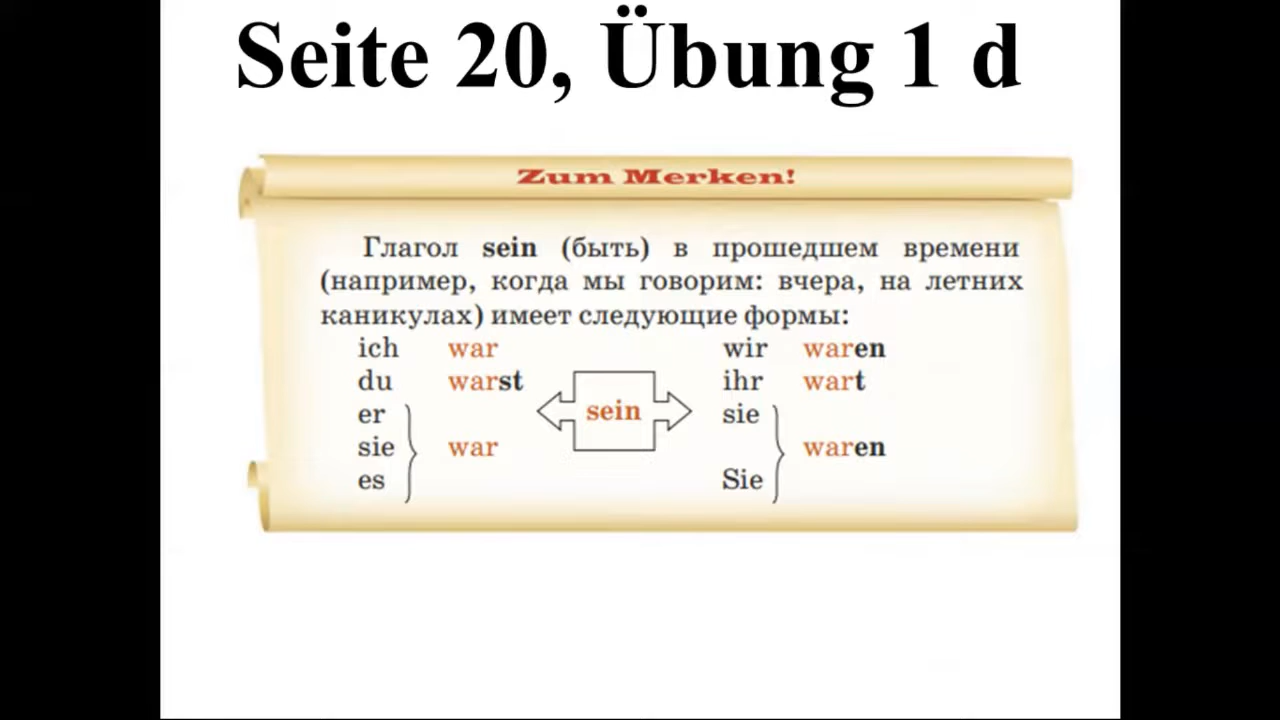 Seite 20, Übung 1 d
Zum Merken!
Глагол sein (быть) в прошедшем времени
(например, когда мы говорим: вчера, на летних
каникулах) имеет следующие формы:
ich war
du warst
er
sie war
es
sein
wir waren
ihr wart
sie
waren
Sie